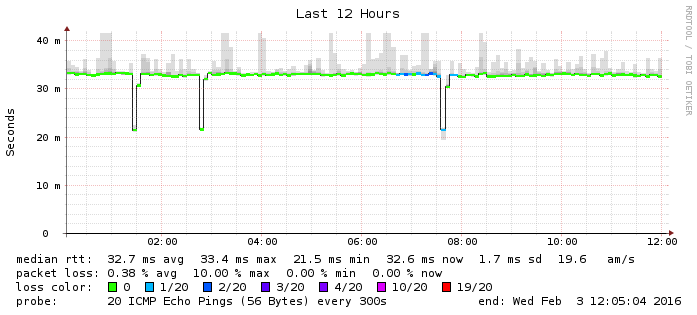 Last 12 Hours
RRDTOOL / TOBI OETIKER
Seconds
40 m
30 m
20 m
10 m
0
02:00 04:00 06:00 08:00 10:00 12:00
median rtt: 32.7 ms avg 33.4 ms max 21.5 ms min 32.6 ms now 1.7 ms sd 19.6 am/s
packet loss: 0.38 % avg 10.00 % max 0.00 % min 0.00 % now
loss color: 0 1/20 2/20 3/20 4/20 10/20 19/20
probe: 20 ICMP Echo Pings (56 Bytes) every 300s end: Wed Feb 3 12:05:04 2016